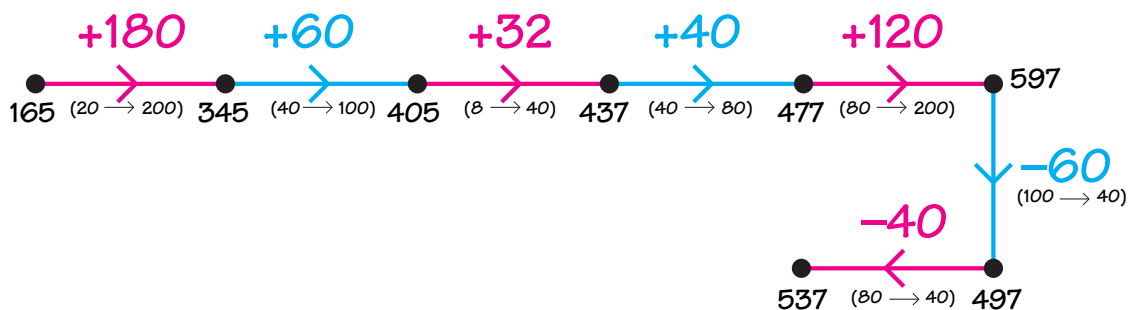 +180 +60 +32 +40 +120
165 (20 → 200) 345 (40 → 100) 405 (8 → 40) 437 (40 → 80) 477 (80 → 200) 597
−60
(100 → 40)
−40
537 (80 → 40) 497